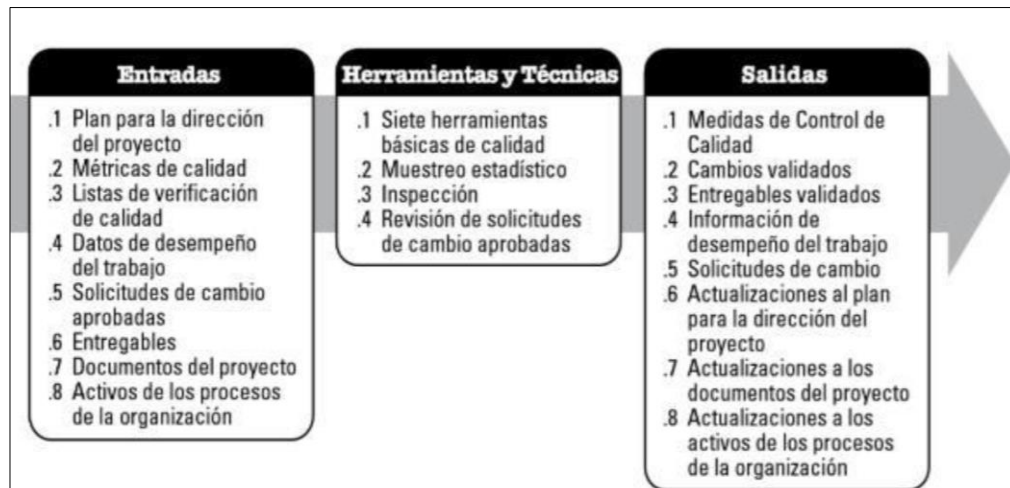 Entradas
.1 Plan para la dirección
del proyecto
.2 Métricas de calidad
.3 Listas de verificación
de calidad
.4 Datos de desempeño
del trabajo
.5 Solicitudes de cambio
aprobadas
.6 Entregables
.7 Documentos del proyecto
.8 Activos de los procesos
de la organización
Herramientas y Técnicas
.1 Siete herramientas
básicas de calidad
.2 Muestreo estadístico
.3 Inspección
.4 Revisión de solicitudes
de cambio aprobadas
Salidas
.1 Medidas de Control de
Calidad
.2 Cambios validados
.3 Entregables validados
.4 Información de
desempeño del trabajo
.5 Solicitudes de cambio
.6 Actualizaciones al plan
para la dirección del
proyecto
.7 Actualizaciones a los
documentos del proyecto
.8 Actualizaciones a los
activos de los procesos
de la organización